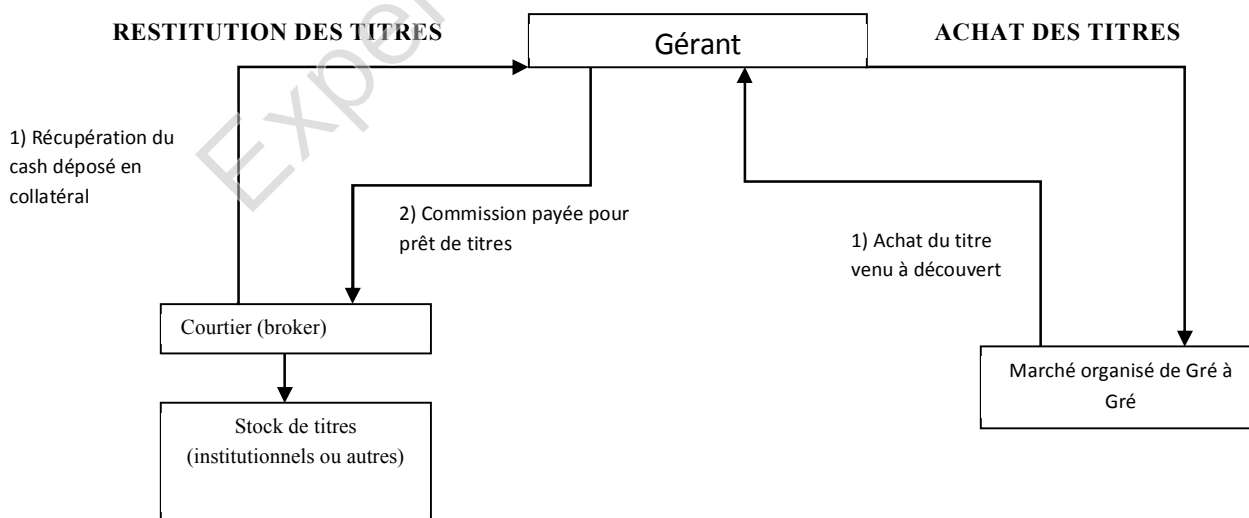 RESTITUTION DES TITRES
Gérant
ACHAT DES TITRES
1) Récupération du
cash déposé en
collatéral
2) Commission payée pour
prêt de titres
1) Achat du titre
venu à découvert
Courtier (broker)
Marché organisé de Gré à
Gré
Stock de titres
(institutionnels ou autres)
Exper